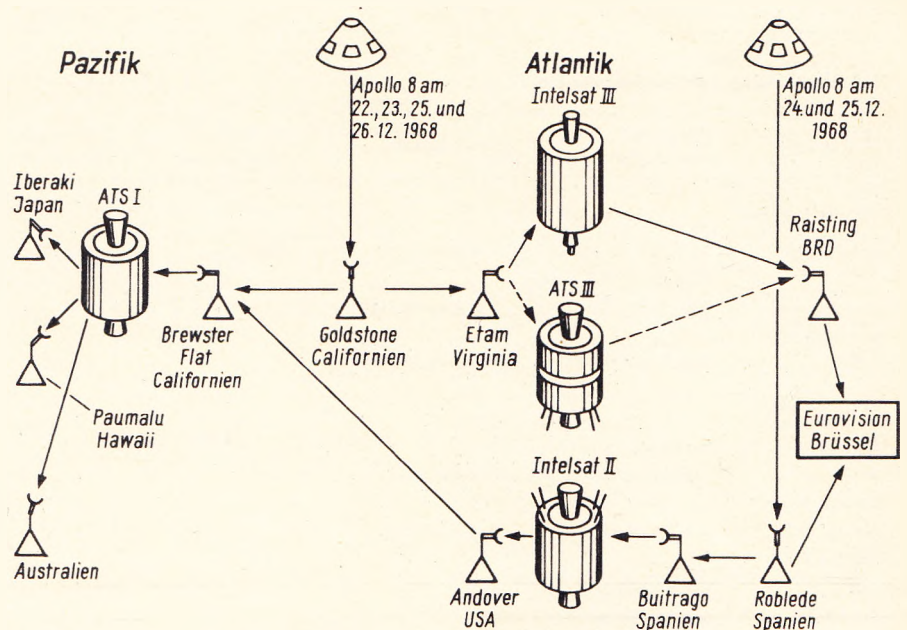 Pazifik
Apollo 8 am
22., 23., 25. und
26. 12. 1968
Atlantik
Intelsat III
Apollo 8 am
24. und 25. 12.
1968
Iberaki
Japan
ATS I
Raisting
BRD
ATS III
Brewster
Flat
Californien
Goldstone
Californien
Etam
Virginia
Paumalu
Hawaii
Eurovision
Brüssel
Intelsat II
Australien
Andover
USA
Buitrago
Spanien
Roblede
Spanien